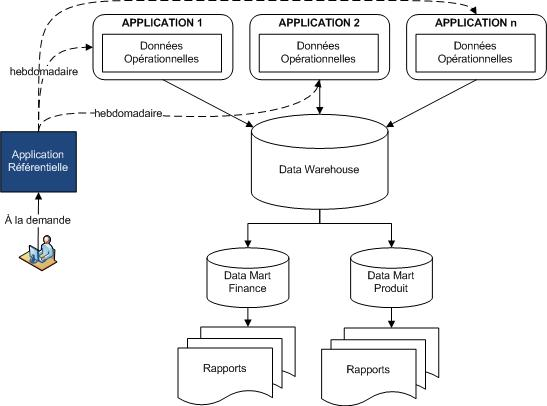 APPLICATION 1
Données
Opérationnelles
APPLICATION 2
Données
Opérationnelles
APPLICATION n
Données
Opérationnelles
hebdomadaire
hebdomadaire
Application
Référentielle
À la demande
Data Warehouse
Data Mart
Finance
Data Mart
Produit
Rapports
Rapports